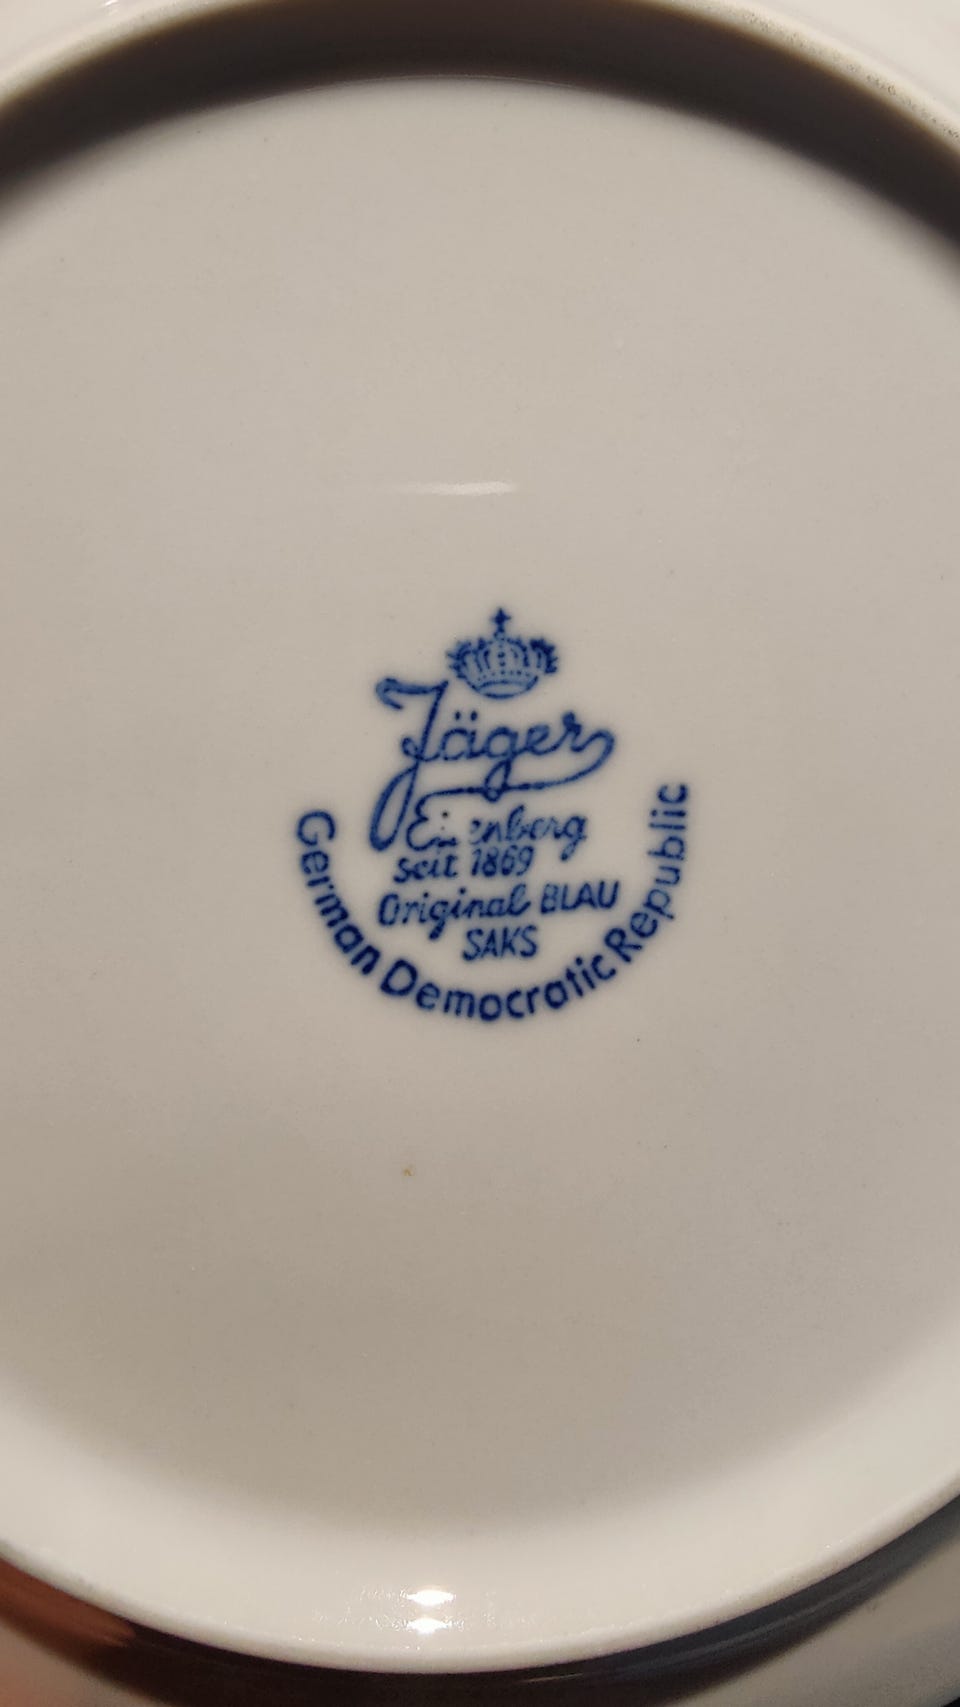 Jäger
seit 1869
Original BLAU
SAKS
German Democratic Republic